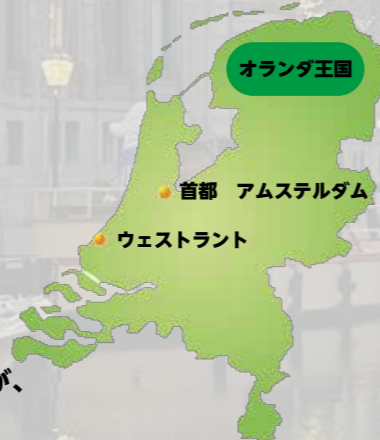 オランダ王国
首都　アムステルダム
ウェストラント
が、